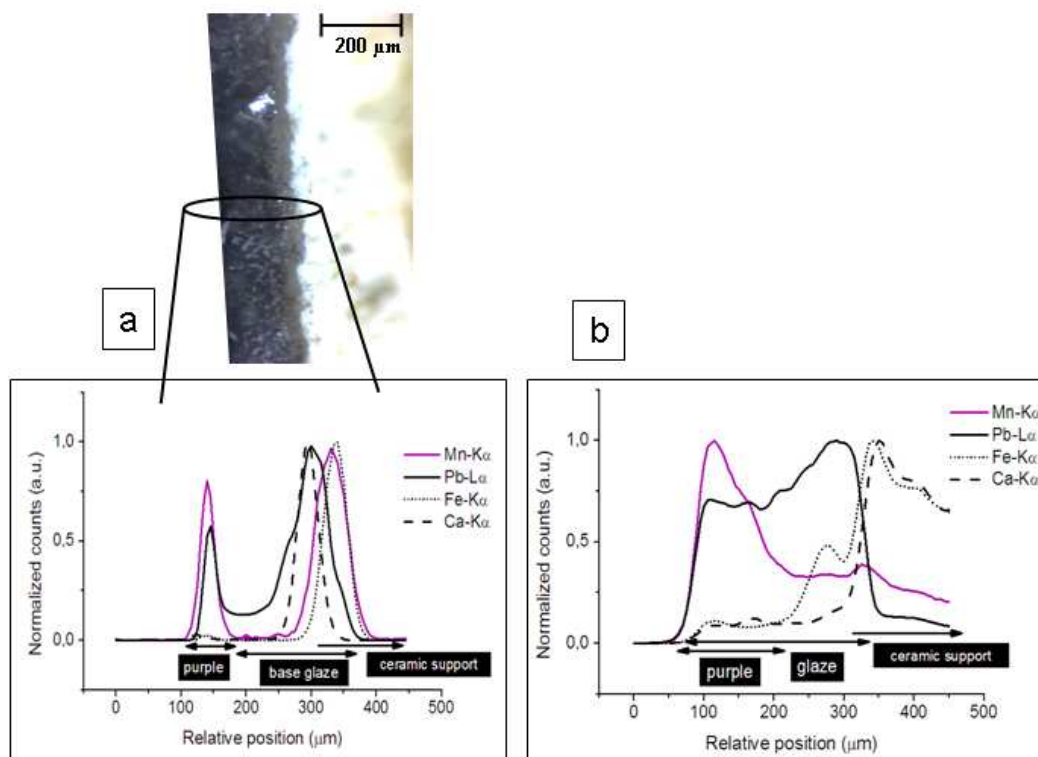 200 µm
a
b
Normalized counts (a.u.)
1,0
0,5
0,0
Mn-Kα
Pb-Lα
Fe-Kα
Ca-Kα
purple
base glaze
ceramic support
0 100 200 300 400 500
Relative position (µm)
Normalized counts (a.u.)
1,0
0,5
0,0
Mn-Kα
Pb-Lα
Fe-Kα
Ca-Kα
purple
glaze
ceramic support
0 100 200 300 400 500
Relative position (µm)